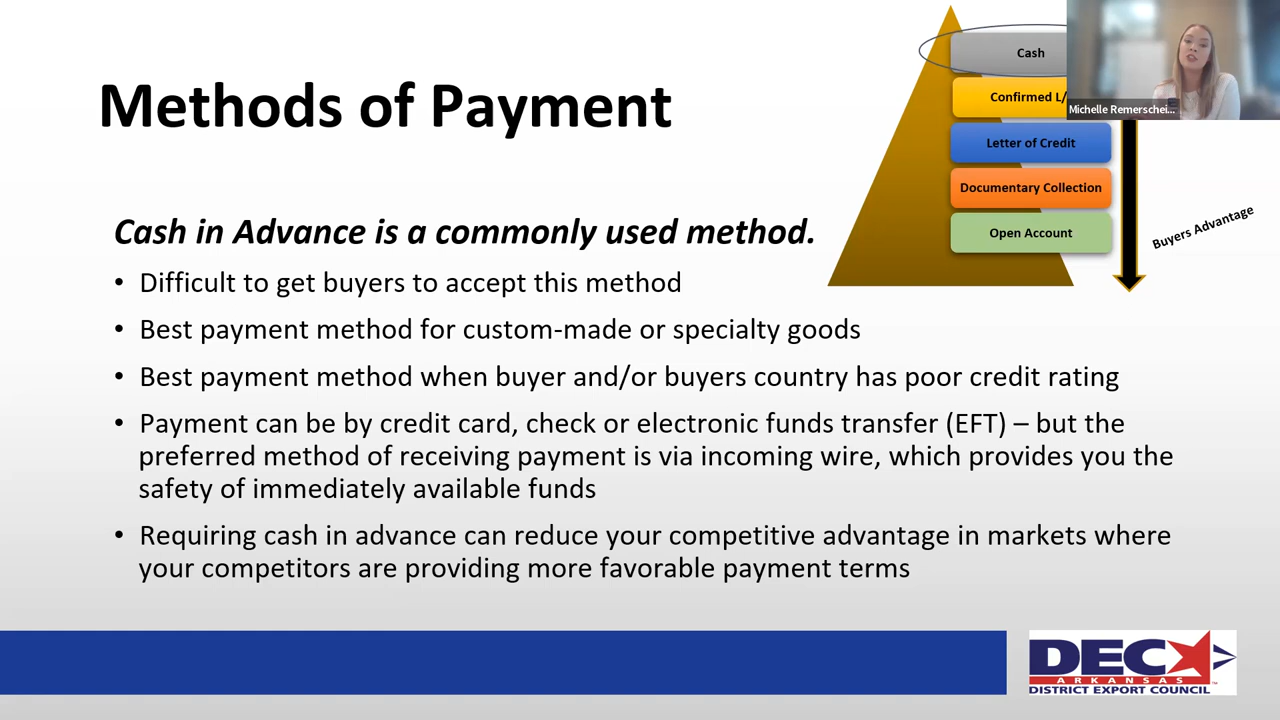 Methods of Payment
Cash
Confirmed L/
Letter of Credit
Documentary Collection
Open Account
Buyers Advantage
Michelle Remerschei...
Cash in Advance is a commonly used method.
• Difficult to get buyers to accept this method
• Best payment method for custom-made or specialty goods
• Best payment method when buyer and/or buyers country has poor credit rating
• Payment can be by credit card, check or electronic funds transfer (EFT) – but the
preferred method of receiving payment is via incoming wire, which provides you the
safety of immediately available funds
• Requiring cash in advance can reduce your competitive advantage in markets where
your competitors are providing more favorable payment terms
DEC
ARKANSAS
DISTRICT EXPORT COUNCIL